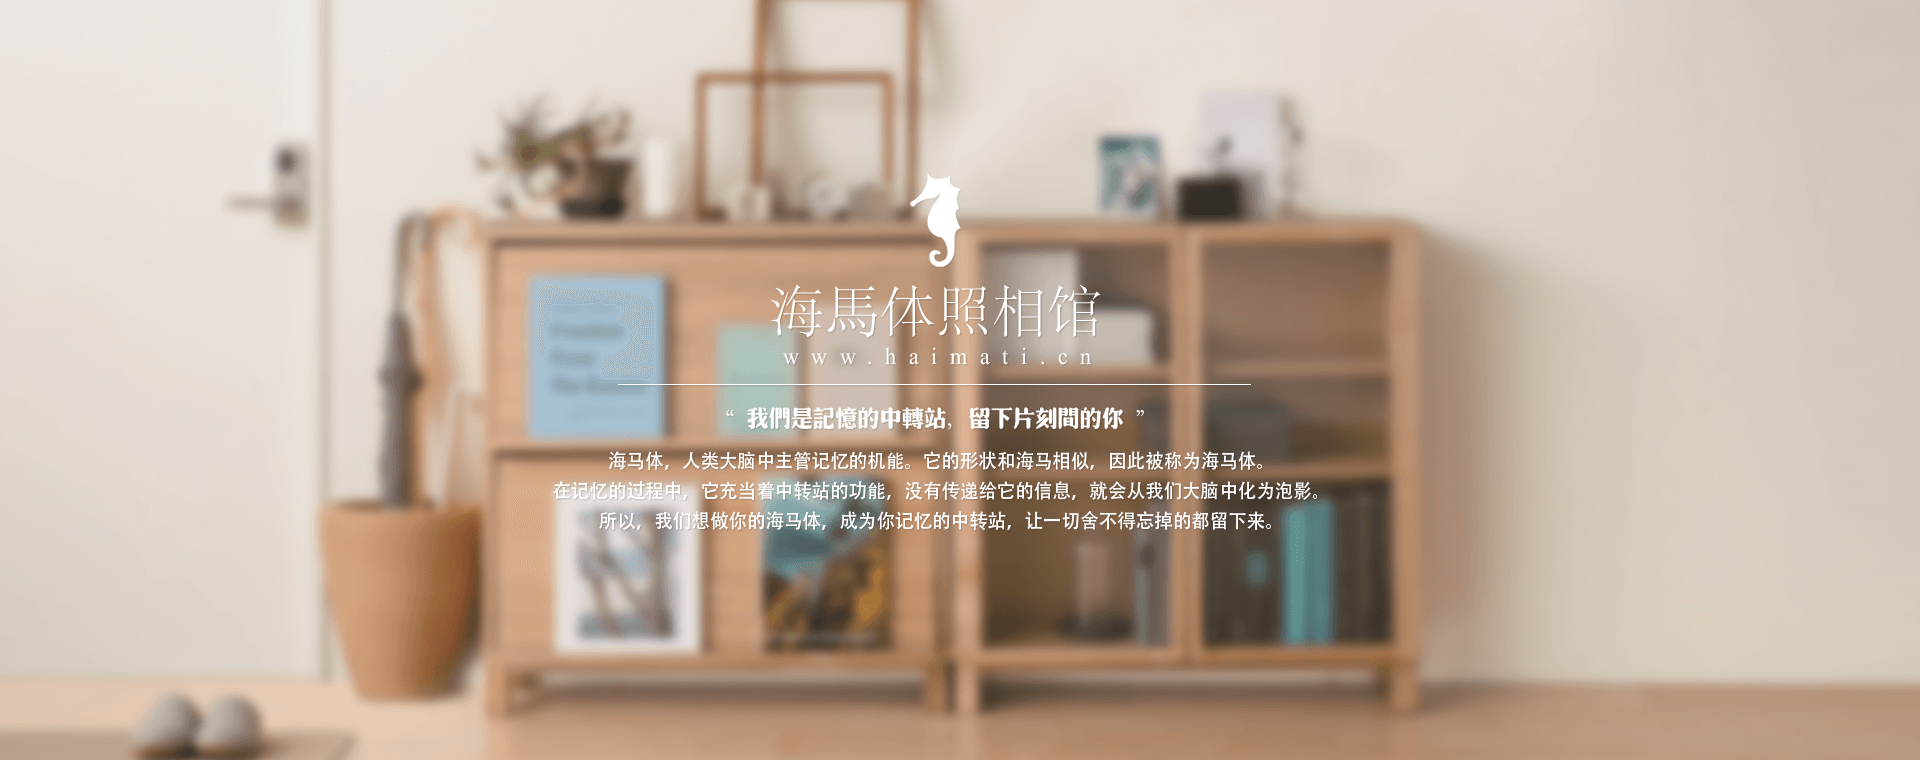 海馬体照相馆
www.haimati.cn
“ 我們是記憶的中轉站，留下片刻間的你 ”
海马体，人类大脑中主管记忆的机能。它的形状和海马相似，因此被称为海马体。
在记忆的过程中，它充当着中转站的功能，没有传递给它的信息，就会从我们大脑中化为泡影。
所以，我们想做你的海马体，成为你记忆的中转站，让一切舍不得忘掉的都留下来。